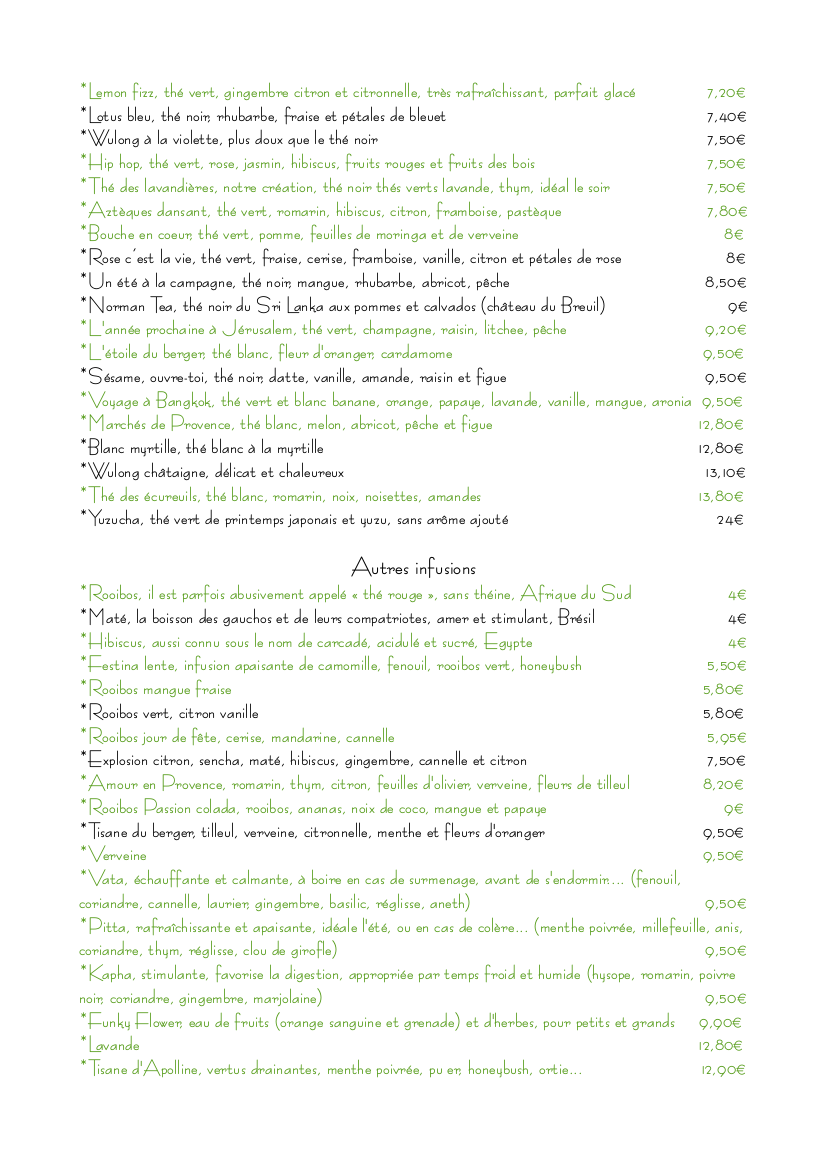 *Lemon fizz, thé vert, gingembre citron et citronnelle, très rafraîchissant, parfait glacé 7,20€
*Lotus bleu, thé noir, rhubarbe, fraise et pétales de bleuet 7,40€
*Wulong à la violette, plus doux que le thé noir 7,50€
*Hip hop, thé vert, rose, jasmin, hibiscus, fruits rouges et fruits des bois 7,50€
*Thé des lavandières, notre création, thé noir thés verts lavande, thym, idéal le soir 7,50€
*Aztèques dansant, thé vert, romarin, hibiscus, citron, framboise, pastèque 7,80€
*Bouche en coeur, thé vert, pomme, feuilles de moringa et de verveine 8€
*Rose c´est la vie, thé vert, fraise, cerise, framboise, vanille, citron et pétales de rose 8€
*Un été à la campagne, thé noir, mangue, rhubarbe, abricot, pêche 8,50€
*Norman Tea, thé noir du Sri Lanka aux pommes et calvados (château du Breuil) 9€
*L'année prochaine à Jérusalem, thé vert, champagne, raisin, litchee, pêche 9,20€
*L'étoile du berger, thé blanc, fleur d'oranger, cardamome 9,50€
*Sésame, ouvre-toi, thé noir, datte, vanille, amande, raisin et figue 9,50€
*Voyage à Bangkok, thé vert et blanc banane, orange, papaye, lavande, vanille, mangue, aronia 9,50€
*Marchés de Provence, thé blanc, melon, abricot, pêche et figue 12,80€
*Blanc myrtille, thé blanc à la myrtille 12,80€
*Wulong châtaigne, délicat et chaleureux 13,10€
*Thé des écureuils, thé blanc, romarin, noix, noisettes, amandes 13,80€
*Yuzucha, thé vert de printemps japonais et yuzu, sans arôme ajouté 24€
Autres infusions
*Rooibos, il est parfois abusivement appelé « thé rouge », sans théine, Afrique du Sud 4€
*Maté, la boisson des gauchos et de leurs compatriotes, amer et stimulant, Brésil 4€
*Hibiscus, aussi connu sous le nom de carcadé, acidulé et sucré, Egypte 4€
*Festina lente, infusion apaisante de camomille, fenouil, rooibos vert, honeybush 5,50€
*Rooibos mangue fraise 5,80€
*Rooibos vert, citron vanille 5,80€
*Rooibos jour de fête, cerise, mandarine, cannelle 5,95€
*Explosion citron, sencha, maté, hibiscus, gingembre, cannelle et citron 7,50€
*Amour en Provence, romarin, thym, citron, feuilles d'olivier, verveine, fleurs de tilleul 8,20€
*Rooibos Passion colada, rooibos, ananas, noix de coco, mangue et papaye 9€
*Tisane du berger, tilleul, verveine, citronnelle, menthe et fleurs d'oranger 9,50€
*Verveine 9,50€
*Vata, échauffante et calmante, à boire en cas de surmenage, avant de s'endormir.... (fenouil,
coriandre, cannelle, laurier, gingembre, basilic, réglisse, aneth) 9,50€
*Pitta, rafraîchissante et apaisante, idéale l'été, ou en cas de colère... (menthe poivrée, millefeuille, anis,
coriandre, thym, réglisse, clou de girofle) 9,50€
*Kapha, stimulante, favorise la digestion, appropriée par temps froid et humide (hysope, romarin, poivre
noir, coriandre, gingembre, marjolaine) 9,50€
*Funky Flower, eau de fruits (orange sanguine et grenade) et d'herbes, pour petits et grands 9,90€
*Lavande 12,80€
*Tisane d'Apolline, vertus drainantes, menthe poivrée, pu er, honeybush, ortie... 12,90€